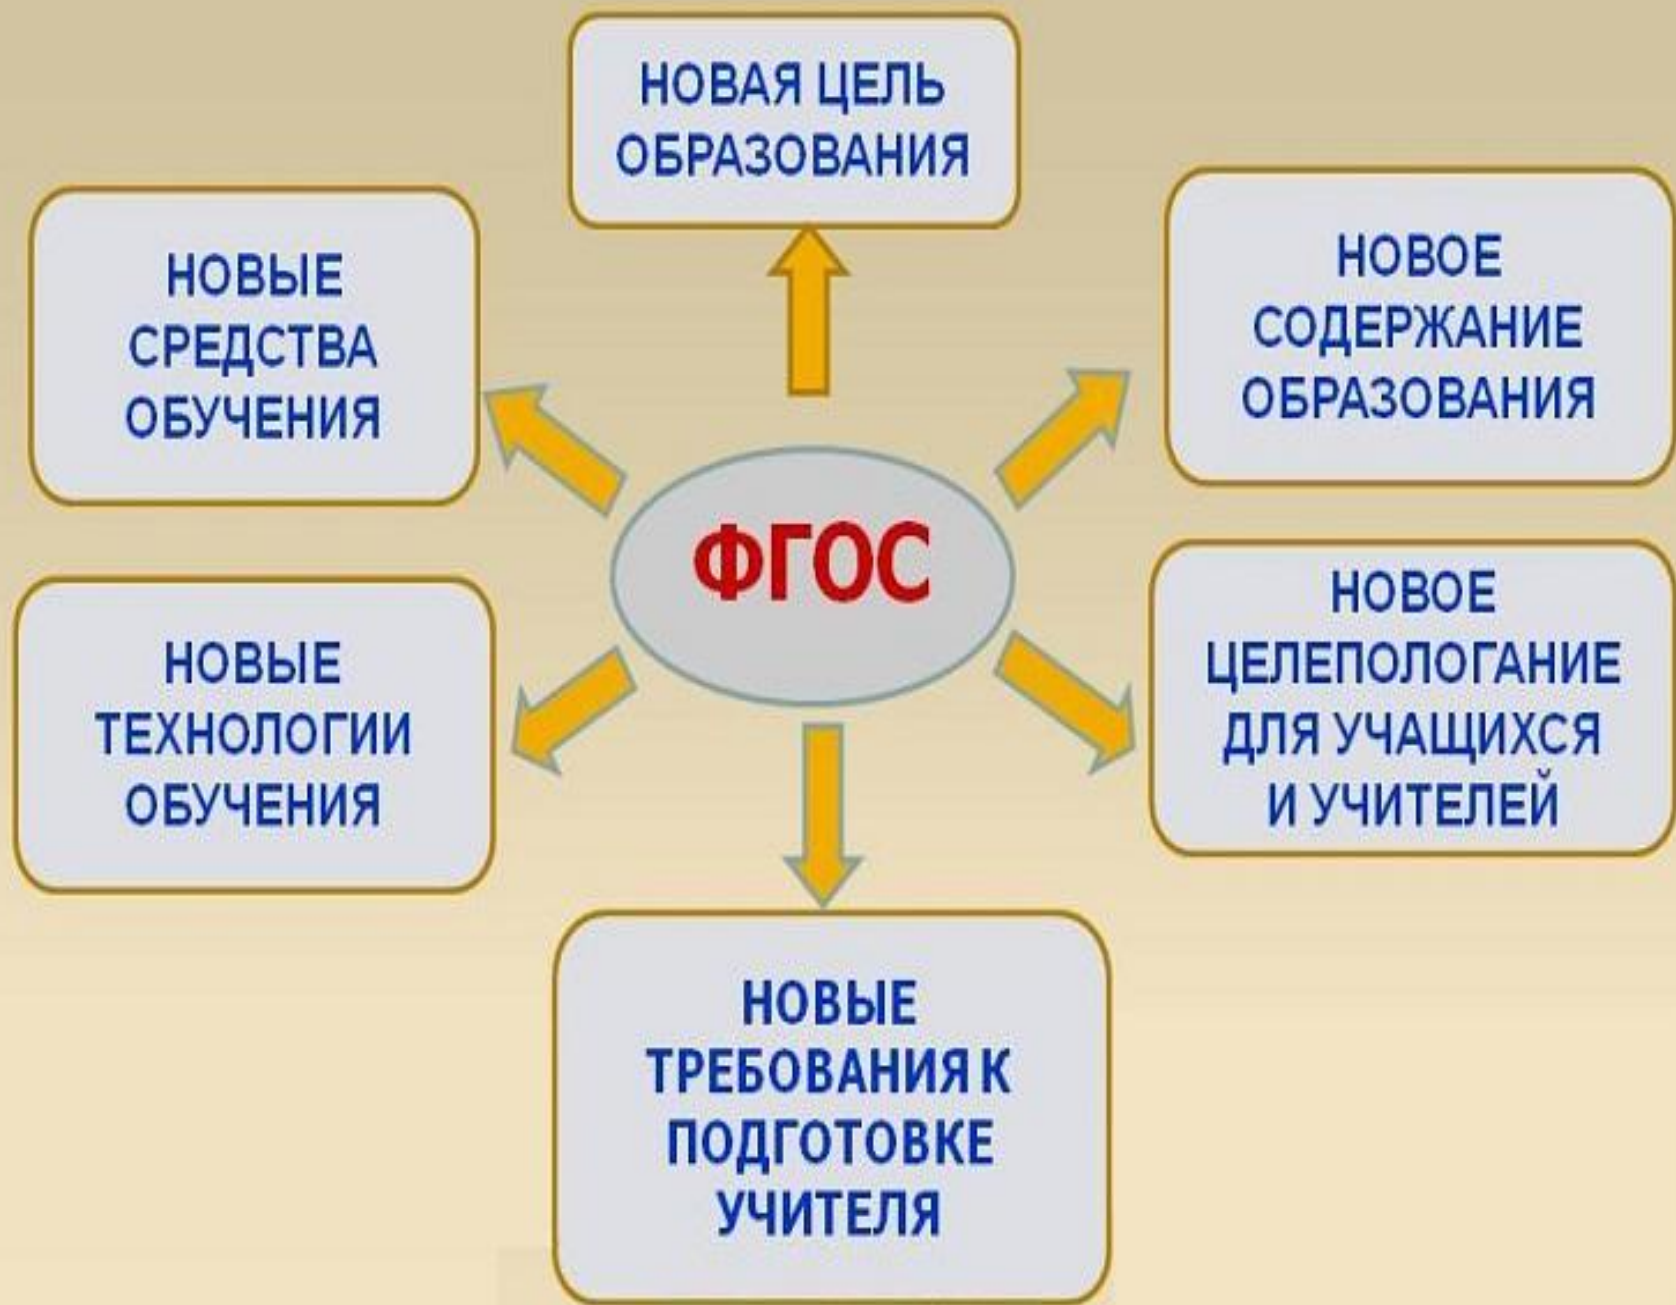 НОВАЯ ЦЕЛЬ
ОБРАЗОВАНИЯ
НОВЫЕ
СРЕДСТВА
ОБУЧЕНИЯ
НОВОЕ
СОДЕРЖАНИЕ
ОБРАЗОВАНИЯ
ФГОС
НОВЫЕ
ТЕХНОЛОГИИ
ОБУЧЕНИЯ
НОВОЕ
ЦЕЛЕПОЛОГАНИЕ
ДЛЯ УЧАЩИХСЯ
И УЧИТЕЛЕЙ
НОВЫЕ
ТРЕБОВАНИЯ К
ПОДГОТОВКЕ
УЧИТЕЛЯ